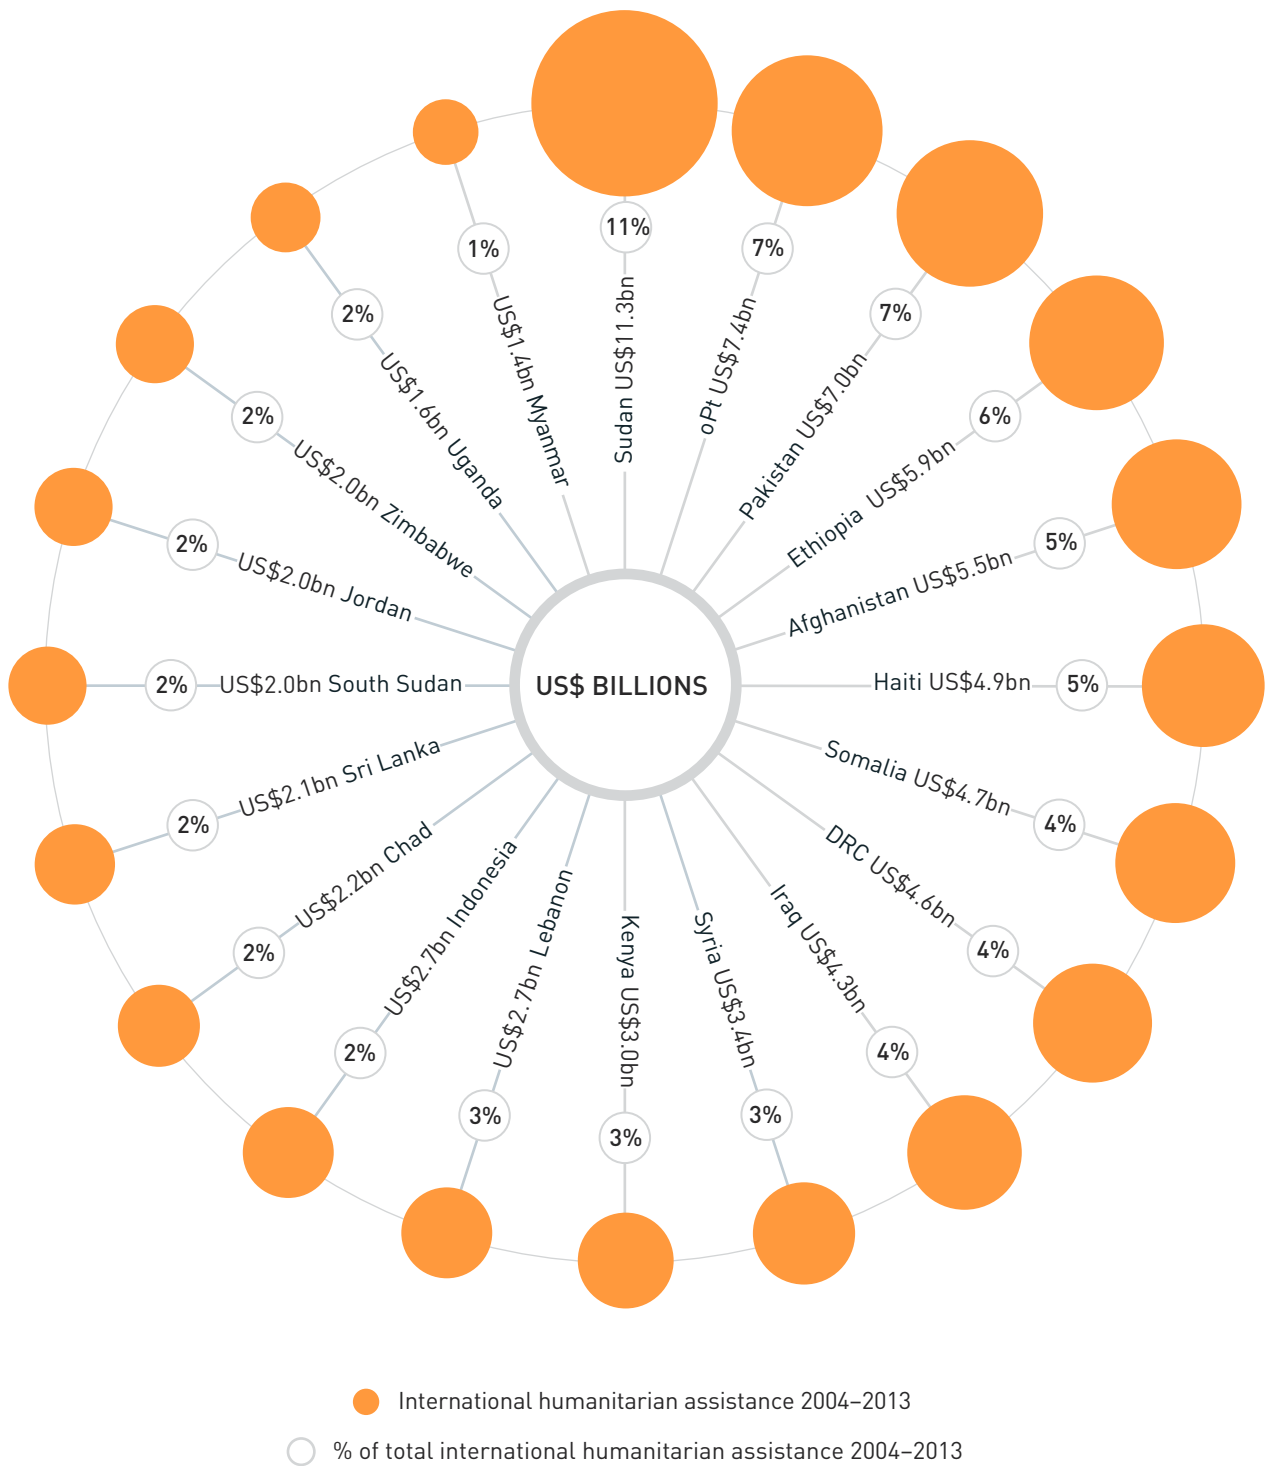 11%
Sudan US$11.3bn
7%
oPt US$7.4bn
7%
Pakistan US$7.0bn
6%
Ethiopia US$5.9bn
5%
Afghanistan US$5.5bn
5%
Haiti US$4.9bn
4%
Somalia US$4.7bn
4%
DRC US$4.6bn
4%
Iraq US$4.3bn
3%
Syria US$3.4bn
3%
Kenya US$3.0bn
3%
US$2.7bn Lebanon
2%
US$2.7bn Indonesia
2%
US$2.2bn Chad
2%
US$2.1bn Sri Lanka
2%
US$2.0bn South Sudan
2%
US$2.0bn Jordan
2%
US$2.0bn Zimbabwe
2%
US$1.6bn Uganda
1%
US$1.4bn Myanmar
US$ BILLIONS
International humanitarian assistance 2004–2013
% of total international humanitarian assistance 2004–2013